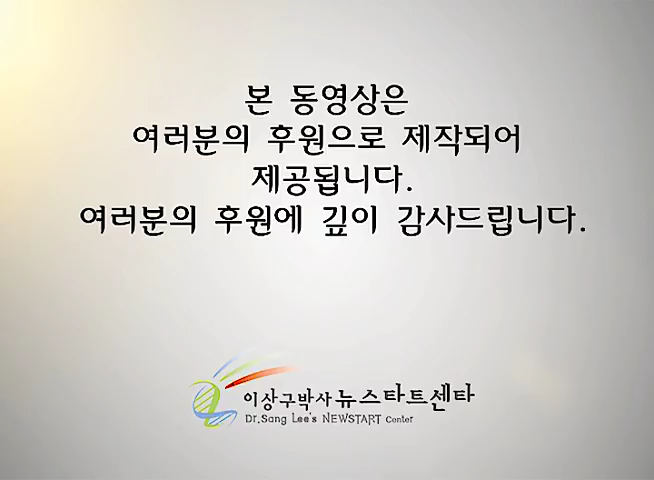 본 동영상은
여러분의 후원으로 제작되어
제공됩니다.
여러분의 후원에 깊이 감사드립니다.
이상구박사 뉴스타트센타
Dr.Sang Lee's NEWSTART Center